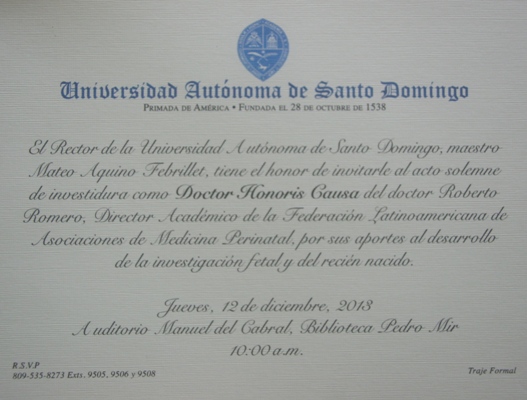 Universidad Autónoma de Santo Domingo
PRIMADA DE AMÉRICA • FUNDADA EL 28 DE OCTUBRE DE 1538
El Rector de la Universidad Autónoma de Santo Domingo, maestro
Mateo Aquino Febrillet, tiene el honor de invitarle al acto solemne
de investidura como Doctor Honoris Causa del doctor Roberto
Romero, Director Académico de la Federación Latinoamericana de
Asociaciones de Medicina Perinatal, por sus aportes al desarrollo
de la investigación fetal y del recién nacido.
Jueves, 12 de diciembre, 2013
Auditorio Manuel del Cabral, Biblioteca Pedro Mir
10:00 a.m.
R.S.V.P
809-535-8273 Exts. 9505, 9506 y 9508
Traje Formal